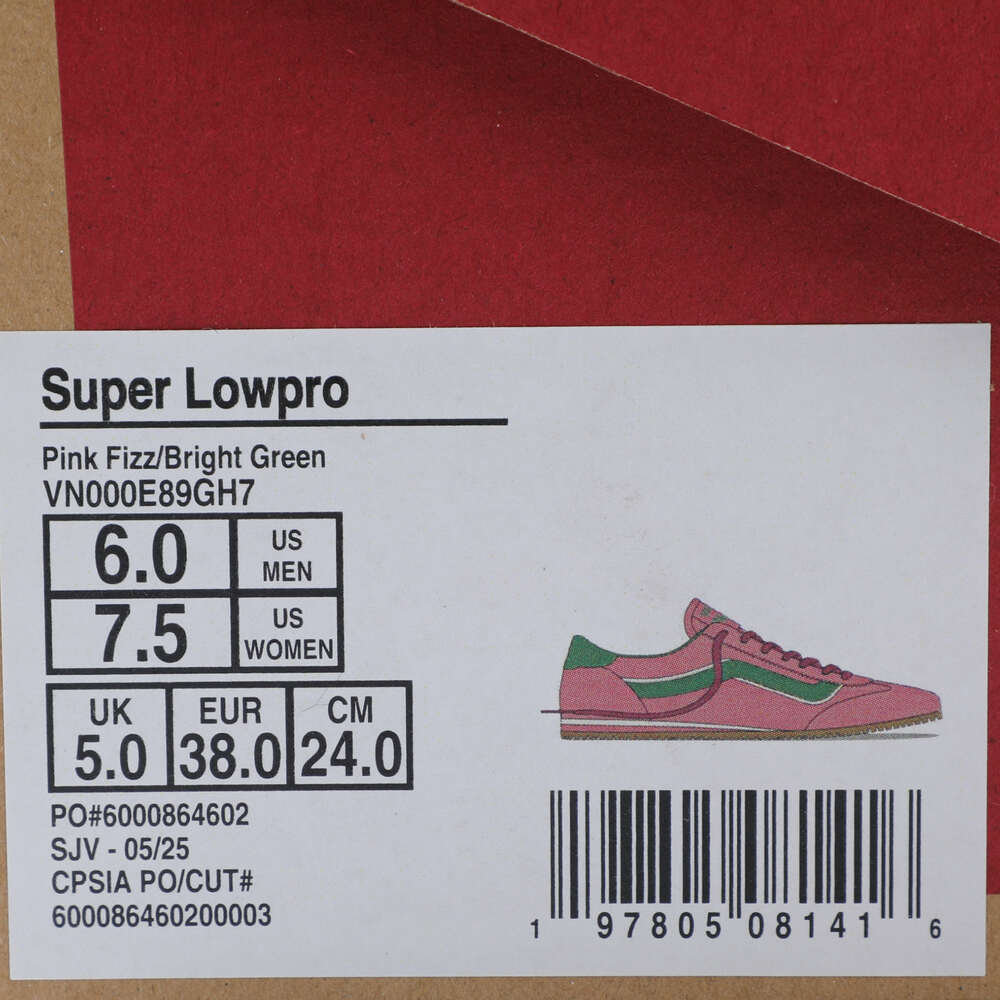 Super Lowpro
Pink Fizz/Bright Green
VN000E89GH7
6.0 US MEN
7.5 US WOMEN
UK EUR CM
5.0 38.0 24.0
PO#6000864602
SJV - 05/25
CPSIA PO/CUT#
600086460200003
1 97805 08141 6